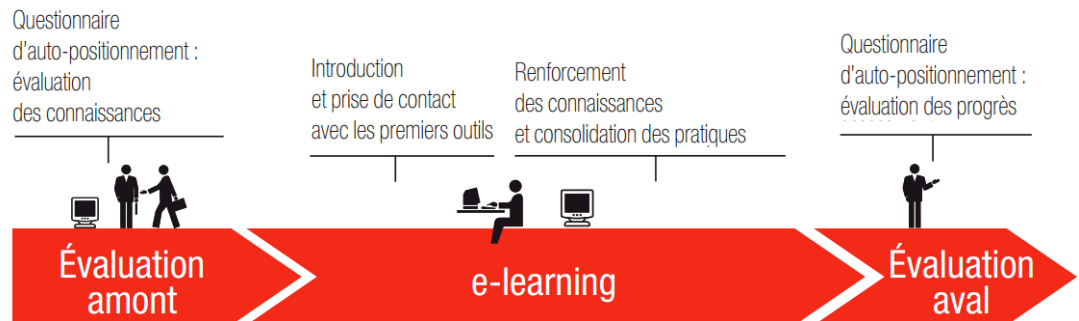 Questionnaire
d'auto-positionnement :
évaluation
des connaissances
Introduction
et prise de contact
avec les premiers outils
Renforcement
des connaissances
et consolidation des pratiques
Questionnaire
d'auto-positionnement :
évaluation des progrès
Évaluation
amont
e-learning
Évaluation
aval